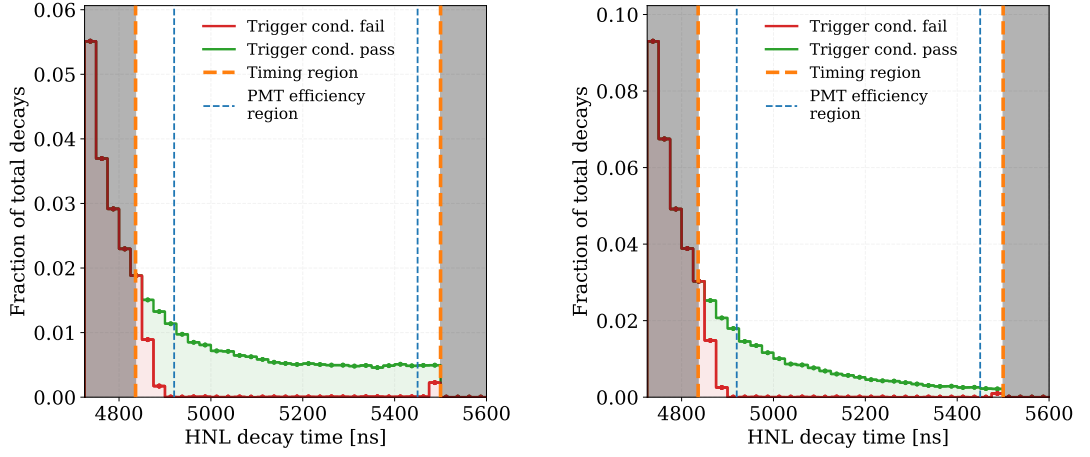 0.06
0.05
0.04
0.03
0.02
0.01
0.00
Fraction of total decays
Trigger cond. fail
Trigger cond. pass
Timing region
PMT efficiency
region
4800
5000
5200
5400
5600
HNL decay time [ns]
0.10
0.08
0.06
0.04
0.02
0.00
Fraction of total decays
Trigger cond. fail
Trigger cond. pass
Timing region
PMT efficiency
region
4800
5000
5200
5400
5600
HNL decay time [ns]